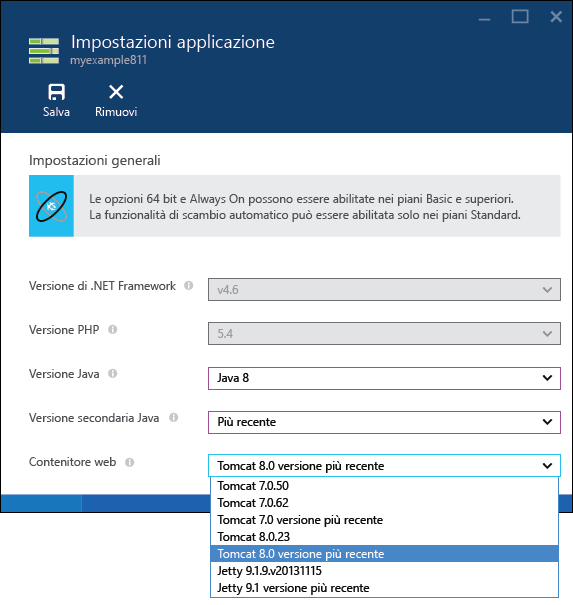 Impostazioni applicazione
myexample811
Salva
Rimuovi
Impostazioni generali
Le opzioni 64 bit e Always On possono essere abilitate nei piani Basic e superiori.
La funzionalità di scambio automatico può essere abilitata solo nei piani Standard.
Versione di .NET Framework
v4.6
Versione PHP
5.4
Versione Java
Java 8
Versione secondaria Java
Più recente
Contenitore web
Tomcat 8.0 versione più recente
Tomcat 7.0.50
Tomcat 7.0.62
Tomcat 7.0 versione più recente
Tomcat 8.0.23
Tomcat 8.0 versione più recente
Jetty 9.1.9.v20131115
Jetty 9.1 versione più recente